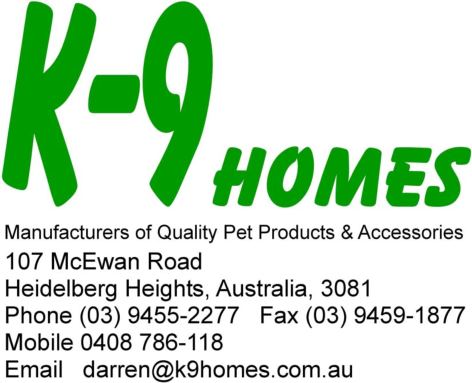 K-9 HOMES
Manufacturers of Quality Pet Products & Accessories
107 McEwan Road
Heidelberg Heights, Australia, 3081
Phone (03) 9455-2277 Fax (03) 9459-1877
Mobile 0408 786-118
Email darren@k9homes.com.au